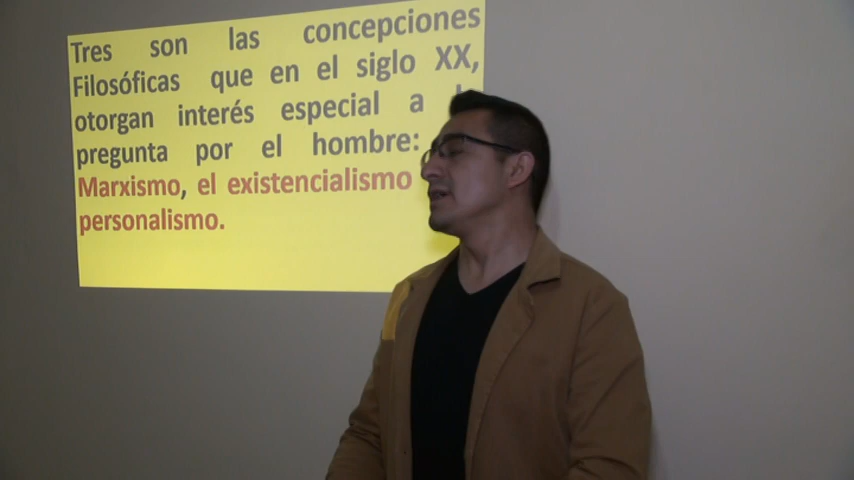 Tres son las concepciones
Filosóficas que en el siglo XX,
otorgan interés especial a
pregunta por el hombre:
Marxismo, el existencialismo
personalismo.